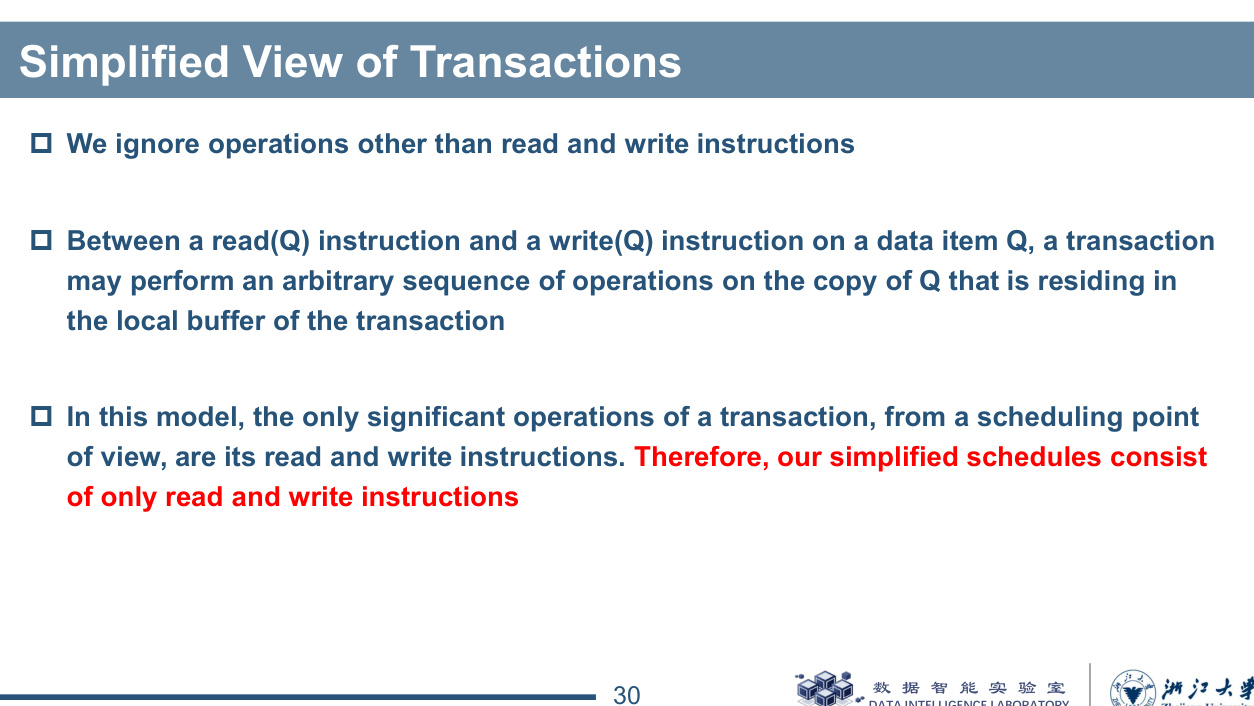 Simplified View of Transactions
We ignore operations other than read and write instructions
Between a read(Q) instruction and a write(Q) instruction on a data item Q, a transaction
may perform an arbitrary sequence of operations on the copy of Q that is residing in
the local buffer of the transaction
In this model, the only significant operations of a transaction, from a scheduling point
of view, are its read and write instructions. Therefore, our simplified schedules consist
of only read and write instructions
30
数据智能实验室
DATA INTELLIGENCE LABORATORY
浙江大学